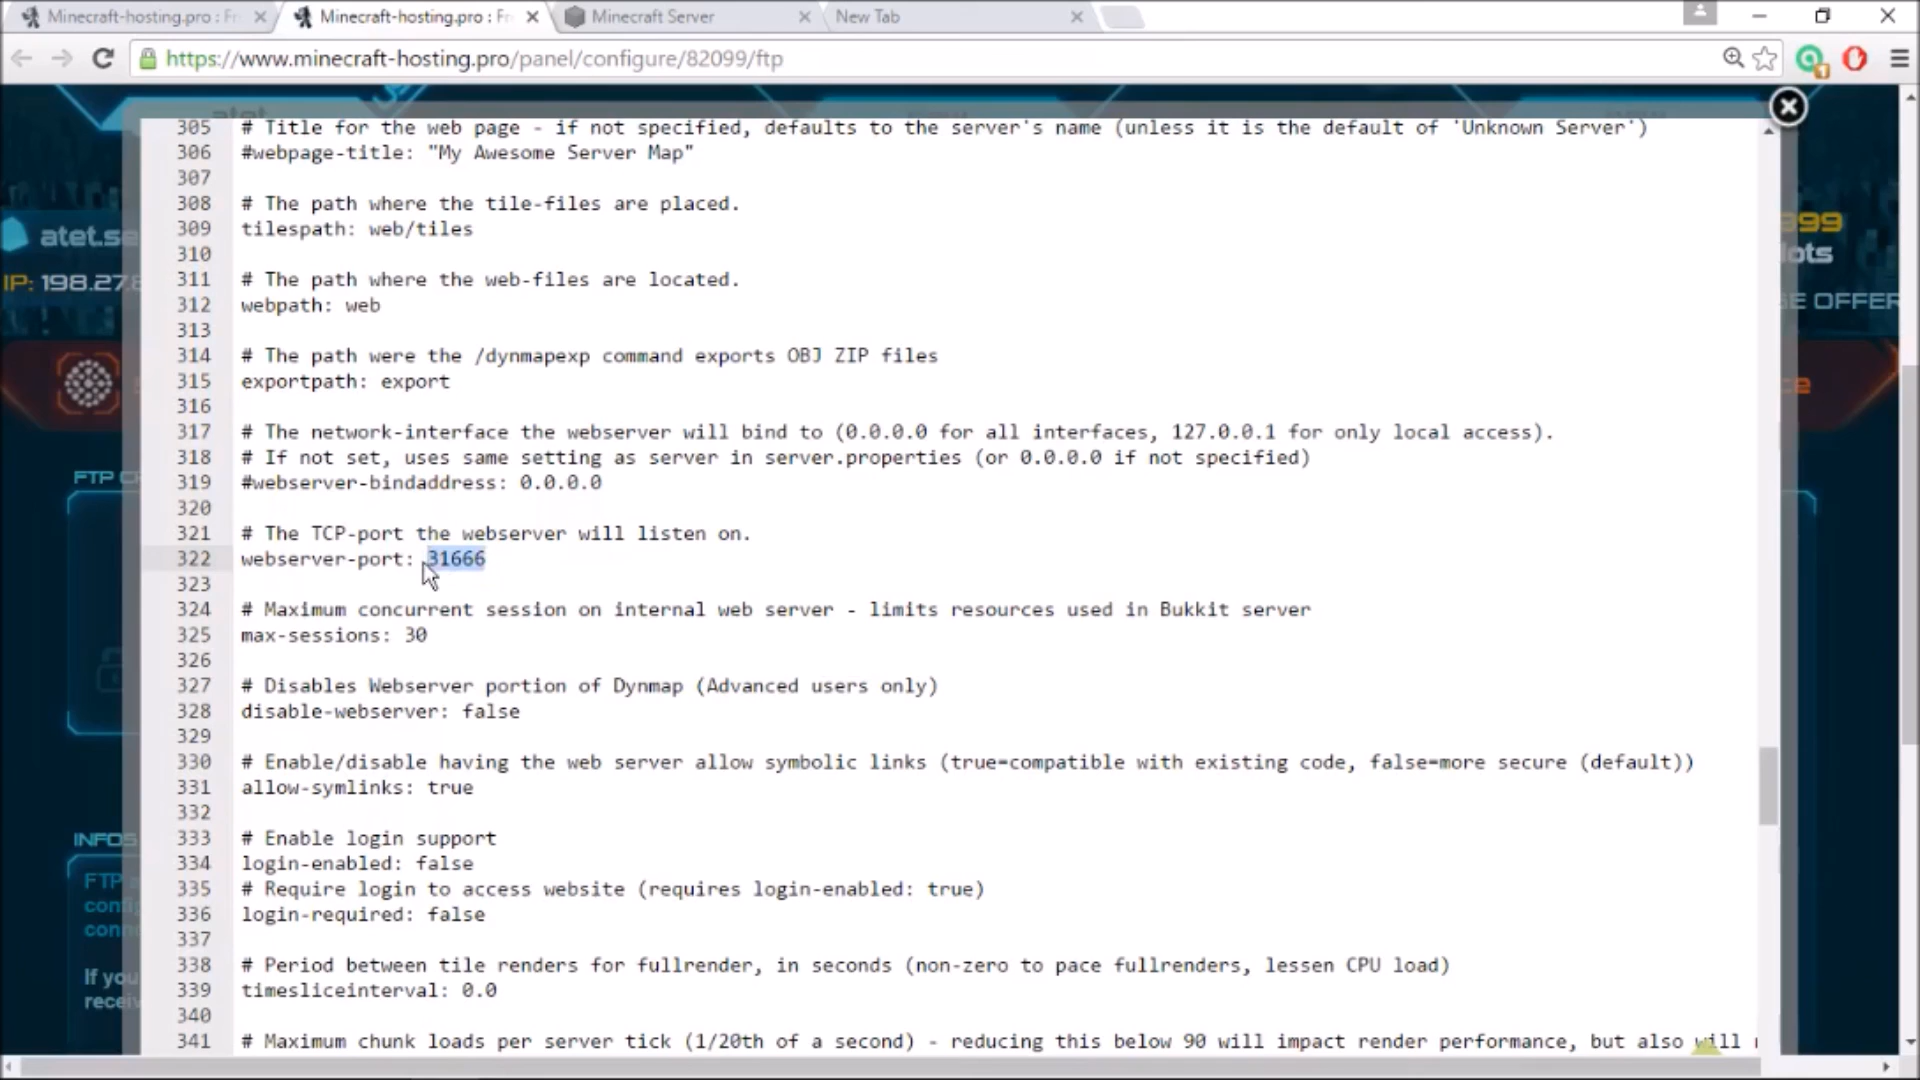 Minecraft-hosting.pro : Fr
Minecraft-hosting.pro : Fr
Minecraft Server
New Tab
https://www.minecraft-hosting.pro/panel/configure/82099/ftp
305 # Title for the web page - if not specified, defaults to the server's name (unless it is the default of 'Unknown Server')
306 #webpage-title: "My Awesome Server Map"
307
308 # The path where the tile-files are placed.
309 tilespath: web/tiles
310
311 # The path where the web-files are located.
312 webpath: web
313
314 # The path were the /dynmapexp command exports OBJ ZIP files
315 exportpath: export
316
317 # The network-interface the webserver will bind to (0.0.0.0 for all interfaces, 127.0.0.1 for only local access).
318 # If not set, uses same setting as server in server.properties (or 0.0.0.0 if not specified)
319 #webserver-bindaddress: 0.0.0.0
320
321 # The TCP-port the webserver will listen on.
322 webserver-port: 31666
323
324 # Maximum concurrent session on internal web server - limits resources used in Bukkit server
325 max-sessions: 30
326
327 # Disables Webserver portion of Dynmap (Advanced users only)
328 disable-webserver: false
329
330 # Enable/disable having the web server allow symbolic links (true=compatible with existing code, false=more secure (default))
331 allow-symlinks: true
332
333 # Enable login support
334 login-enabled: false
335 # Require login to access website (requires login-enabled: true)
336 login-required: false
337
338 # Period between tile renders for fullrender, in seconds (non-zero to pace fullrenders, lessen CPU load)
339 timesliceinterval: 0.0
340
341 # Maximum chunk loads per server tick (1/20th of a second) - reducing this below 90 will impact render performance, but also will
atet.se
IP: 198.27.
FTP CR
INFOS
FTP
config
conne
If you
receiv
999
lots
SE OFFER
ce